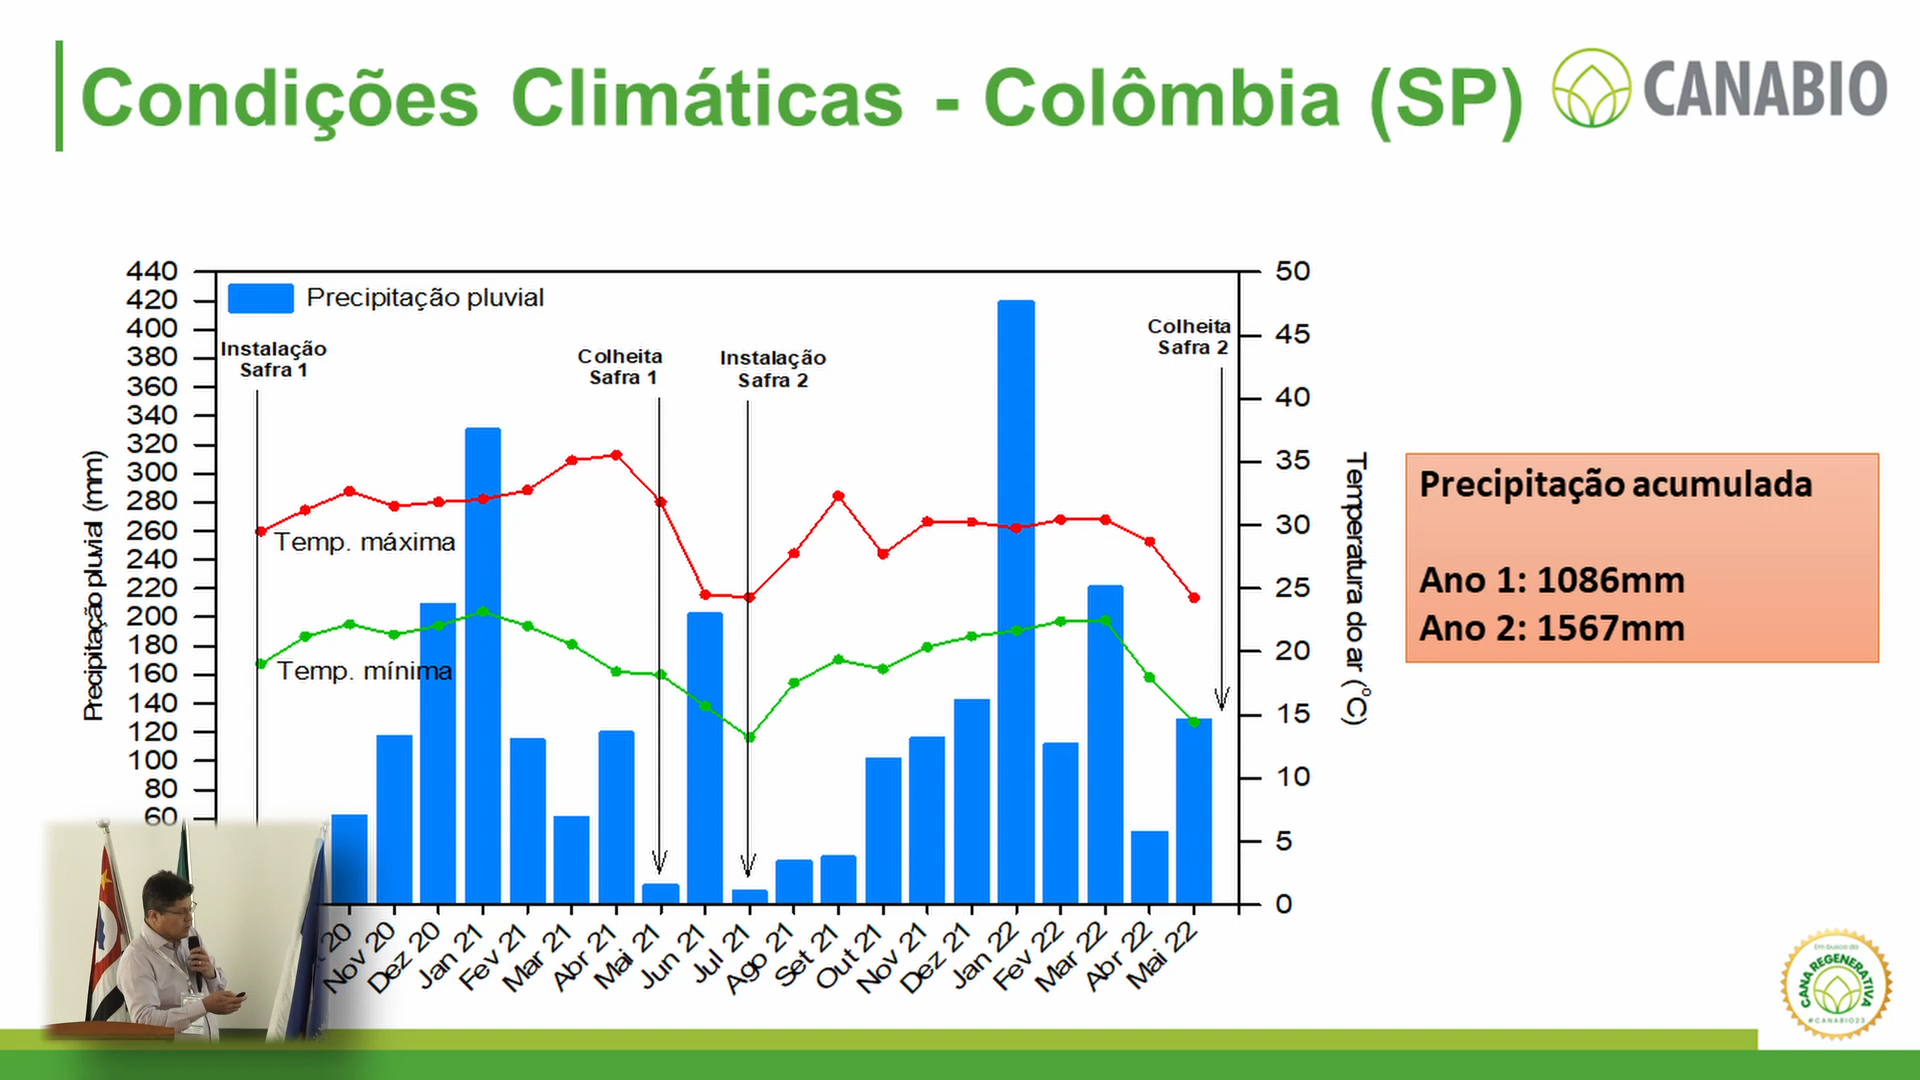 Condições Climáticas - Colômbia (SP)
CANABIO
Precipitação pluvial
Instalação
Safra 1
Colheita
Safra 1
Instalação
Safra 2
Colheita
Safra 2
Temp. máxima
Temp. mínima
Precipitação pluvial (mm)
440
420
400
380
360
340
320
300
280
260
240
220
200
180
160
140
120
100
80
60
50
45
40
35
30
25
20
15
10
5
0
Temperatura do ar (°C)
20
Nov 20
Dez 20
Jan 21
Fev 21
Mar 21
Abr 21
Mai 21
Jun 21
Jul 21
Ago 21
Set 21
Out 21
Nov 21
Dez 21
Jan 22
Fev 22
Mar 22
Abr 22
Mai 22
Precipitação acumulada
Ano 1: 1086mm
Ano 2: 1567mm
Em busca da
CANA REGENERATIVA
#CANABIO23